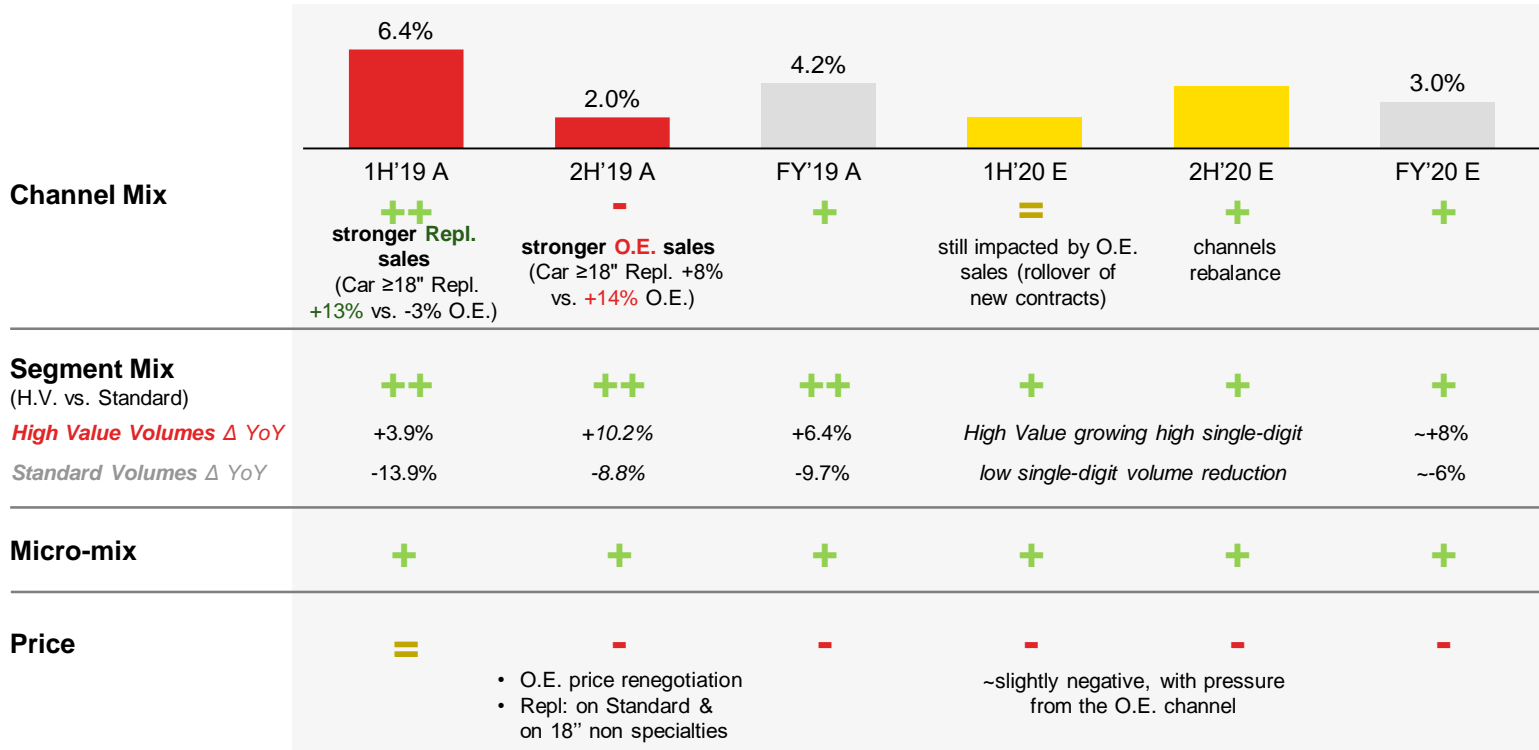 6.4%
2.0%
4.2%
3.0%
1H’19 A
2H’19 A
FY’19 A
1H’20 E
2H’20 E
FY’20 E
Channel Mix
++
-
+
=
+
+
stronger Repl.
sales
(Car ≥18" Repl.
+13% vs. -3% O.E.)
stronger O.E. sales
(Car ≥18" Repl. +8%
vs. +14% O.E.)
still impacted by O.E.
sales (rollover of
new contracts)
channels
rebalance
Segment Mix
(H.V. vs. Standard)
++
++
++
+
+
+
High Value Volumes Δ YoY
+3.9%
+10.2%
+6.4%
High Value growing high single-digit
~+8%
Standard Volumes Δ YoY
-13.9%
-8.8%
-9.7%
low single-digit volume reduction
~-6%
Micro-mix
+
+
+
+
+
+
Price
=
-
-
-
-
-
• O.E. price renegotiation
• Repl: on Standard &
on 18’’ non specialties
~slightly negative, with pressure
from the O.E. channel